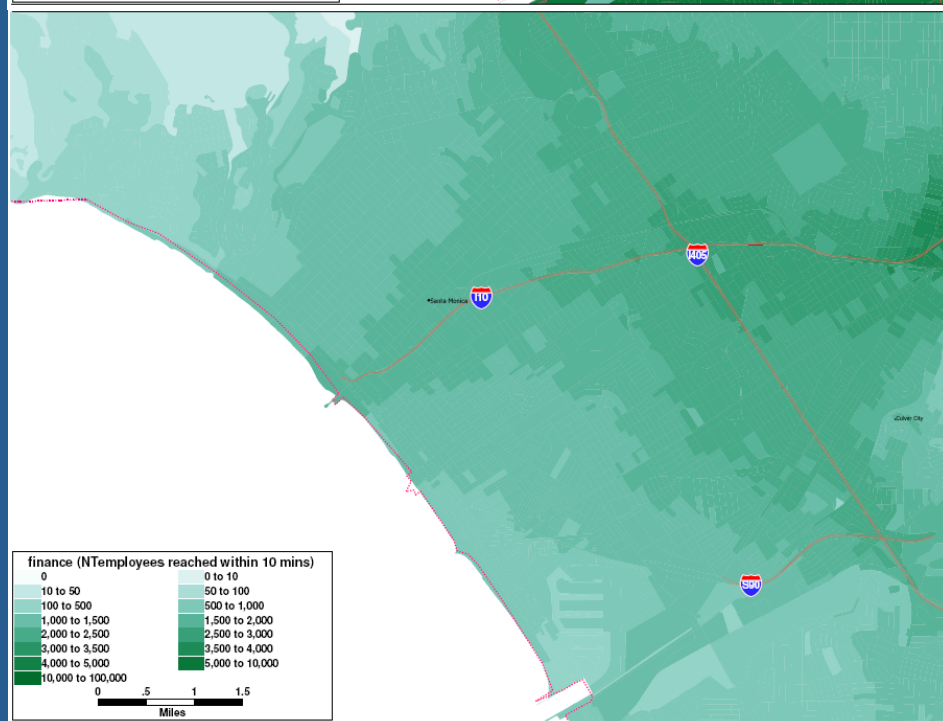 I405
I10
Santa Monica
Culver City
S90
finance (NTemployees reached within 10 mins)
0 0 to 10
10 to 50 50 to 100
100 to 500 500 to 1,000
1,000 to 1,500 1,500 to 2,000
2,000 to 2,500 2,500 to 3,000
3,000 to 3,500 3,500 to 4,000
4,000 to 5,000 5,000 to 10,000
10,000 to 100,000
0 .5 1 1.5
Miles